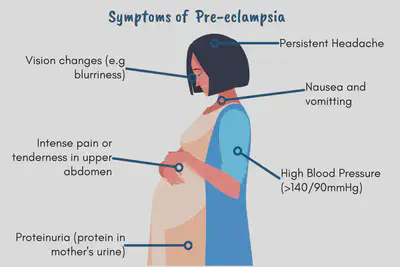 Symptoms of Pre-eclampsia
Persistent Headache
Vision changes (e.g
blurriness)
Nausea and
vomitting
Intense pain or
tenderness in upper
abdomen
High Blood Pressure
(>140/90mmHg)
Proteinuria (protein in
mother's urine)